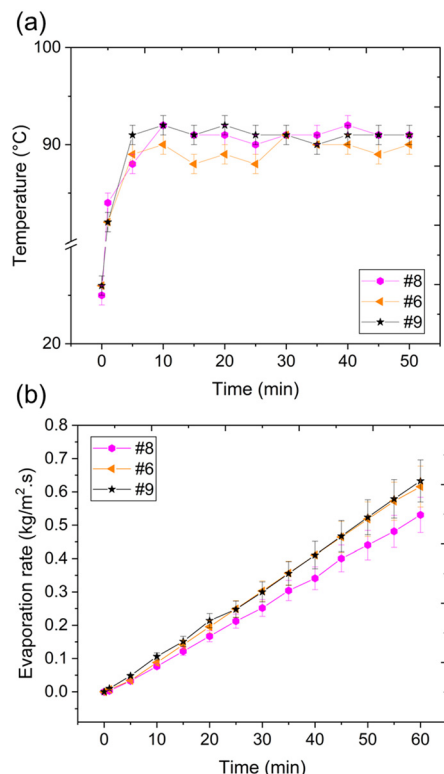 (a)
100
90
20
Temperature (°C)
#8
#6
#9
0 10 20 30 40 50
Time (min)
(b)
0.8
0.7
0.6
0.5
0.4
0.3
0.2
0.1
0.0
Evaporation rate (kg/m².s)
#8
#6
#9
0 10 20 30 40 50 60
Time (min)